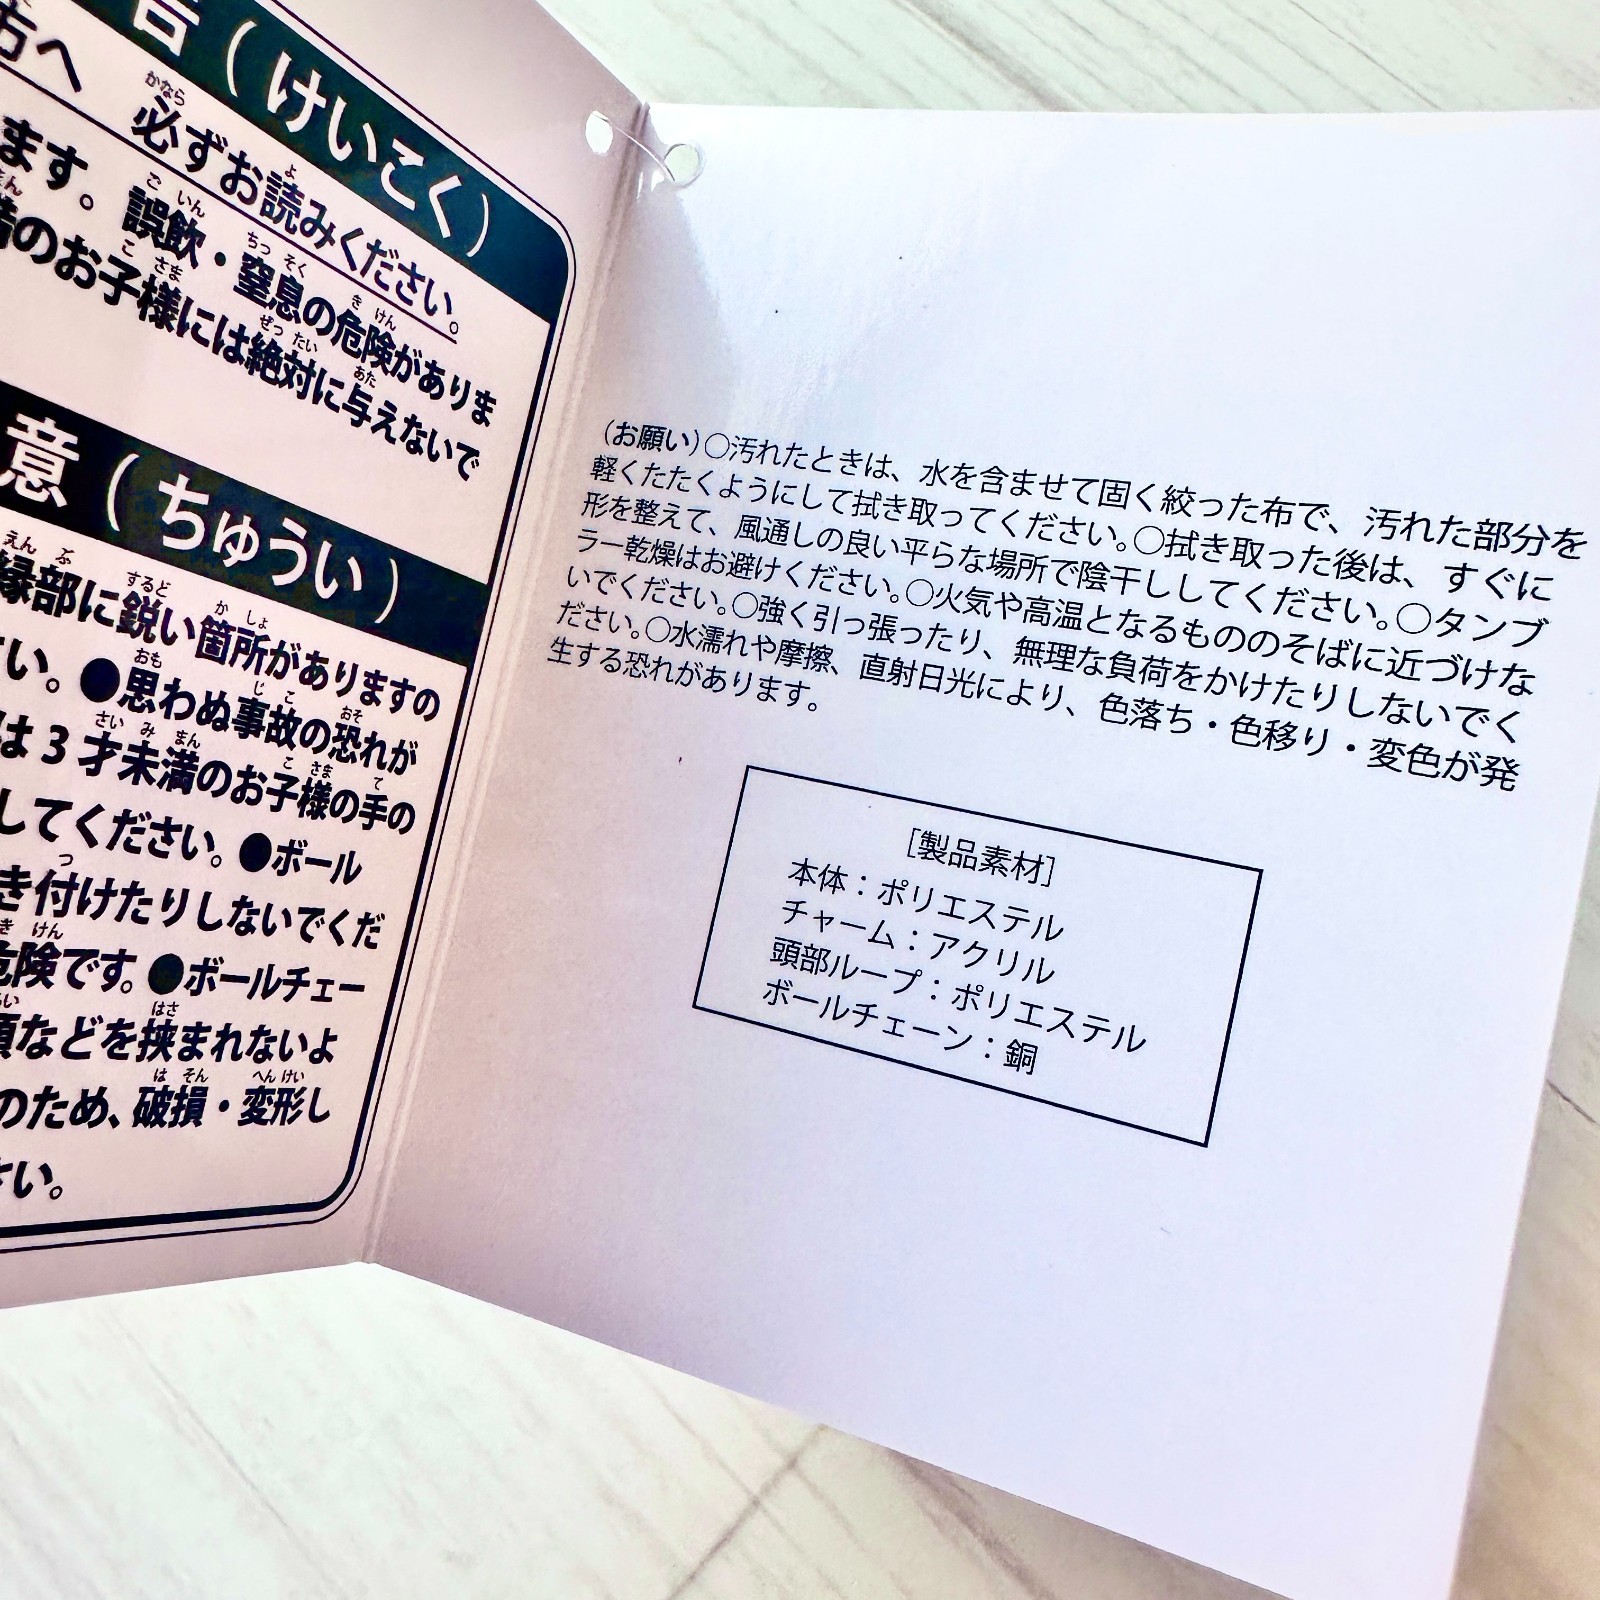 告(けいこく)
方へ 必ずお読みください。
ます。誤飲・窒息の危険がありま
満のお子様には絶対に与えないで
意(ちゅうい)
縁部に鋭い箇所がありますの
さい。●思わぬ事故の恐れが
は3才未満のお子様の手の
してください。●ボール
き付けたりしないでくだ
危険です。●ボールチェー
などを挟まれないよ
のため、破損・変形し
さい。
(お願い)○汚れたときは、水を含ませて固く絞った布で、汚れた部分を
軽くたたくようにして拭き取ってください。○拭き取った後は、すぐに
形を整えて、風通しの良い平らな場所で陰干ししてください。○タンブ
ラー乾燥はお避けください。○火気や高温となるもののそばに近づけな
いでください。○強く引っ張ったり、無理な負荷をかけたりしないでく
ださい。○水濡れや摩擦、直射日光により、色落ち・色移り・変色が発
生する恐れがあります。
[製品素材]
本体：ポリエステル
チャーム：アクリル
頭部ループ：ポリエステル
ボールチェーン：銅